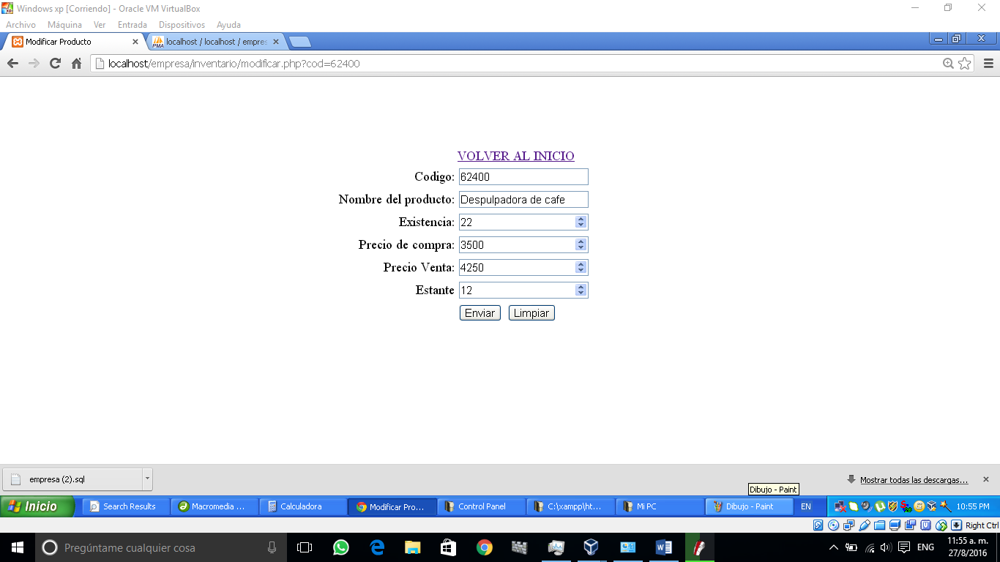 Windows xp [Corriendo] - Oracle VM VirtualBox
Archivo Máquina Ver Entrada Dispositivos Ayuda
Modificar Producto
PMA localhost / localhost / empres
localhost/empresa/inventario/modificar.php?cod=62400
VOLVER AL INICIO
Codigo: 62400
Nombre del producto: Despulpadora de cafe
Existencia: 22
Precio de compra: 3500
Precio Venta: 4250
Estante 12
Enviar Limpiar
empresa (2).sql
Mostrar todas las descargas...
Dibujo - Paint
Inicio Search Results Macromedia ... Calculadora Modificar Pro... Control Panel C:\xampp\ht... Mi PC Dibujo - Paint EN 10:55 PM
Right Ctrl
Pregúntame cualquier cosa
ENG
11:55 a. m.
27/8/2016